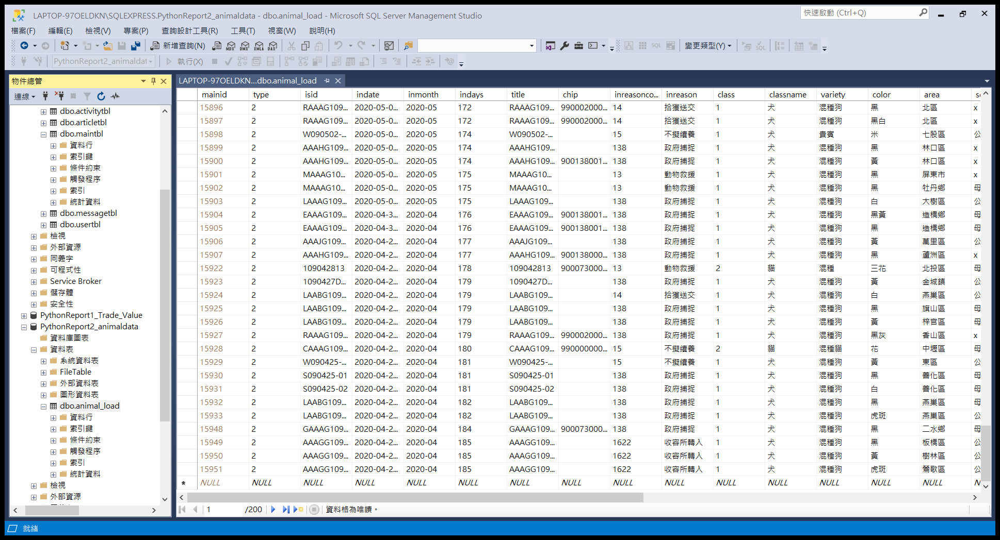 LAPTOP-97OELDKN\SQLEXPRESS.PythonReport2_animaldata - dbo.animal_load - Microsoft SQL Server Management Studio
快速啟動 (Ctrl+Q)
檔案(F) 編輯(E) 檢視(V) 專案(P) 查詢設計工具(R) 工具(T) 視窗(W) 說明(H)
新增查詢(N) MDX DMX XMLA DAX SQL 變更類型(Y)
PythonReport2_animaldat 執行(X)
物件總管
連線
dbo.activitytbl
dbo.articletbl
dbo.maintbl
資料行
索引鍵
條件約束
觸發程序
索引
統計資料
dbo.messagetbl
dbo.usertbl
檢視
外部資源
同義字
可程式性
Service Broker
儲存體
安全性
PythonReport1_Trade_Value
PythonReport2_animaldata
資料庫圖表
資料表
系統資料表
FileTable
外部資料表
圖形資料表
dbo.animal_load
資料行
索引鍵
條件約束
觸發程序
索引
統計資料
檢視
外部資源
LAPTOP-97OELDKN...dbo.animal_load
mainid type isid indate inmonth indays title chip inreasonco... inreason class classname variety color area
15896 2 RAAAG109... 2020-05-0... 2020-05 172 RAAAG109... 990002000... 14 拾獲送交 1 犬 混種狗 黑 北區 x
15897 2 RAAAG109... 2020-05-0... 2020-05 172 RAAAG109... 990002000... 14 拾獲送交 1 犬 混種狗 黑白 北區 x
15898 2 W090502-... 2020-05-0... 2020-05 174 W090502-... 15 不擬續養 1 犬 貴賓 米 七股區 公
15899 2 AAAHG109... 2020-05-0... 2020-05 174 AAAHG109... 138 政府捕捉 1 犬 混種狗 黑 林口區 x
15900 2 AAAHG109... 2020-05-0... 2020-05 174 AAAHG109... 900138001... 138 政府捕捉 1 犬 混種狗 黃 林口區 x
15901 2 MAAAG10... 2020-05-0... 2020-05 175 MAAAG10... 13 動物救援 1 犬 混種狗 黑 屏東市 x
15902 2 MAAAG10... 2020-05-0... 2020-05 175 MAAAG10... 13 動物救援 1 犬 混種狗 黑 牡丹鄉 母
15903 2 LAAAG109... 2020-05-0... 2020-05 175 LAAAG109... 138 政府捕捉 1 犬 混種狗 白 大樹區 公
15904 2 EAAAG109... 2020-04-3... 2020-04 176 EAAAG109... 900138001... 138 政府捕捉 1 犬 混種狗 黑黃 造橋鄉 母
15905 2 EAAAG109... 2020-04-3... 2020-04 176 EAAAG109... 900138001... 138 政府捕捉 1 犬 混種狗 黑 造橋鄉 母
15906 2 AAAJG109... 2020-04-2... 2020-04 177 AAAJG109... 138 政府捕捉 1 犬 混種狗 黃 萬里區 公
15907 2 AAAHG109... 2020-04-2... 2020-04 177 AAAHG109... 900138000... 138 政府捕捉 1 犬 混種狗 黑 蘆洲區 x
15922 2 109042813 2020-04-2... 2020-04 178 109042813 900073000... 13 動物救援 2 貓 混種 三花 北投區 母
15923 2 1090427D... 2020-04-2... 2020-04 179 1090427D... 138 政府捕捉 1 犬 混種狗 黃 金城鎮 公
15924 2 LAABG109... 2020-04-2... 2020-04 179 LAABG109... 14 拾獲送交 1 犬 混種狗 白 燕巢區 公
15925 2 LAABG109... 2020-04-2... 2020-04 179 LAABG109... 138 政府捕捉 1 犬 混種狗 黑 旗山區 母
15926 2 LAABG109... 2020-04-2... 2020-04 179 LAABG109... 138 政府捕捉 1 犬 混種狗 黃 梓官區 母
15927 2 RAAAG109... 2020-04-2... 2020-04 179 RAAAG109... 990002000... 138 政府捕捉 1 犬 混種狗 黑灰 香山區 x
15928 2 CAAAG109... 2020-04-2... 2020-04 180 CAAAG109... 990000000... 15 不擬續養 2 貓 混種貓 花 中壢區 母
15929 2 W090425-... 2020-04-2... 2020-04 181 W090425-... 15 不擬續養 1 犬 混種狗 黃 東區 公
15930 2 S090425-01 2020-04-2... 2020-04 181 S090425-01 138 政府捕捉 1 犬 混種狗 黑 善化區 母
15931 2 S090425-02 2020-04-2... 2020-04 181 S090425-02 138 政府捕捉 1 犬 混種狗 白 善化區 母
15932 2 LAABG109... 2020-04-2... 2020-04 182 LAABG109... 138 政府捕捉 1 犬 混種狗 黑 燕巢區 母
15933 2 LAABG109... 2020-04-2... 2020-04 182 LAABG109... 138 政府捕捉 1 犬 混種狗 虎斑 燕巢區 公
15948 2 GAAAG109... 2020-04-2... 2020-04 184 GAAAG109... 900073000... 138 政府捕捉 1 犬 混種狗 黑 二水鄉 母
15949 2 AAAGG109... 2020-04-2... 2020-04 185 AAAGG109... 1622 收容所轉入 1 犬 混種狗 黑 板橋區 公
15950 2 AAAGG109... 2020-04-2... 2020-04 185 AAAGG109... 1622 收容所轉入 1 犬 混種狗 黃 樹林區 公
15951 2 AAAGG109... 2020-04-2... 2020-04 185 AAAGG109... 1622 收容所轉入 1 犬 混種狗 虎斑 鶯歌區 公
NULL NULL NULL NULL NULL NULL NULL NULL NULL NULL NULL NULL NULL NULL NULL N
1 /200 資料格為唯讀。
就緒